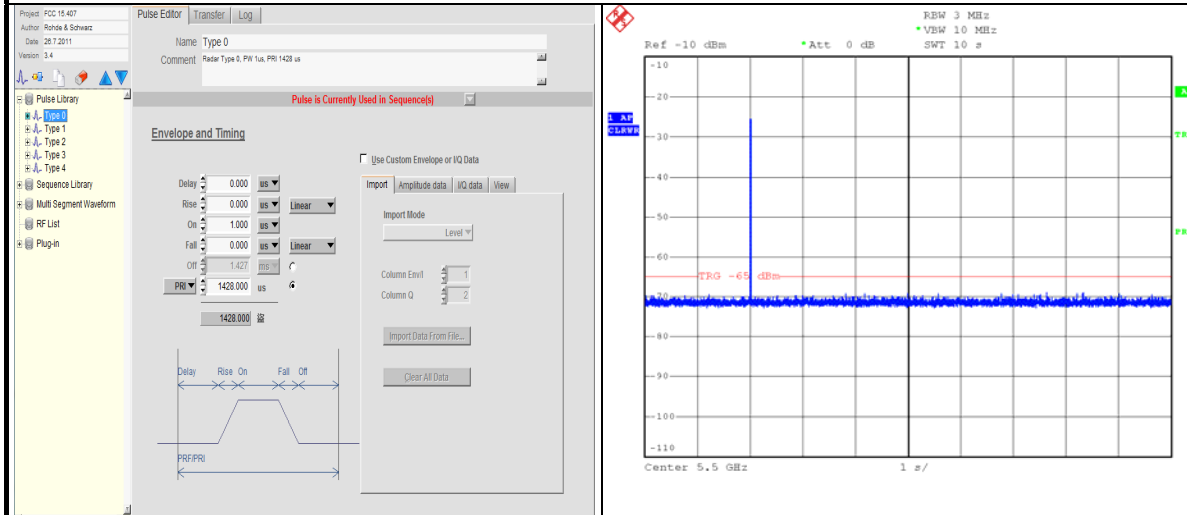 Project FCC 15.407
Author Rohde & Schwarz
Date 26.7.2011
Version 3.4
Pulse Library
Type 0
Type 1
Type 2
Type 3
Type 4
Sequence Library
Multi Segment Waveform
RF List
Plug-in
Pulse Editor Transfer Log
Name Type 0
Comment Radar Type 0, PW 1us, PRI 1428 us
Pulse is Currently Used in Sequence(s)
Envelope and Timing
Use Custom Envelope or I/Q Data
Delay 0.000 us
Rise 0.000 us Linear
On 1.000 us
Fall 0.000 us Linear
Off 1.427 ms
PRI 1428.000 us
1428.000
Import Amplitude data I/Q data View
Import Mode
Level
Column Env/I 1
Column Q 2
Import Data From File...
Clear All Data
Delay Rise On Fall Off
PRF/PRI
RBW 3 MHz
*VBW 10 MHz
Ref -10 dBm *Att 0 dB SWT 10 s
1 AP
CLRWR
-10
-20
-30
-40
-50
-60
TRG -65 dBm
-70
-80
-90
-100
-110
A
TR
Center 5.5 GHz 1 s/